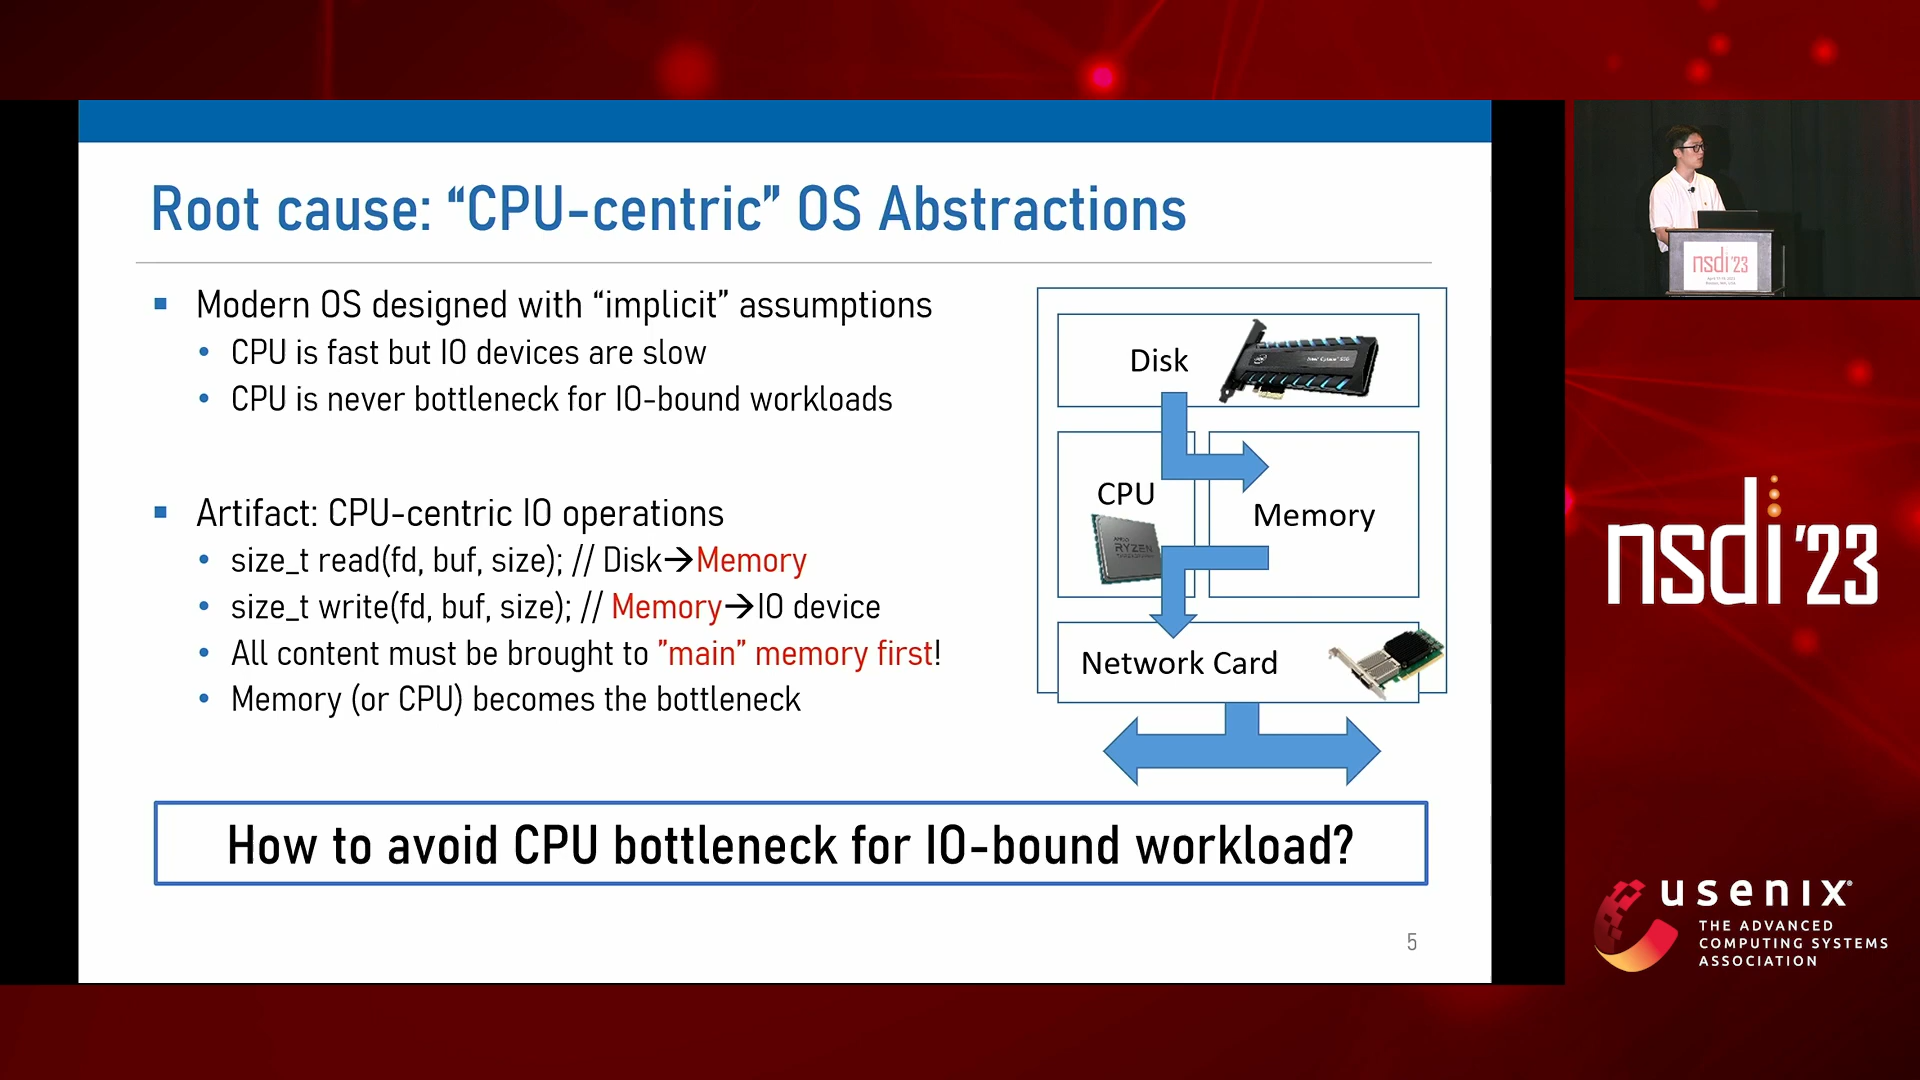 Root cause: “CPU-centric” OS Abstractions
▪ Modern OS designed with “implicit” assumptions
• CPU is fast but IO devices are slow
• CPU is never bottleneck for IO-bound workloads
▪ Artifact: CPU-centric IO operations
• size_t read(fd, buf, size); // Disk→Memory
• size_t write(fd, buf, size); // Memory→IO device
• All content must be brought to ”main” memory first!
• Memory (or CPU) becomes the bottleneck
Disk
CPU
RYZEN
Memory
Network Card
How to avoid CPU bottleneck for IO-bound workload?
5
nsdi'23
nsdi'23
usenix
THE ADVANCED
COMPUTING SYSTEMS
ASSOCIATION